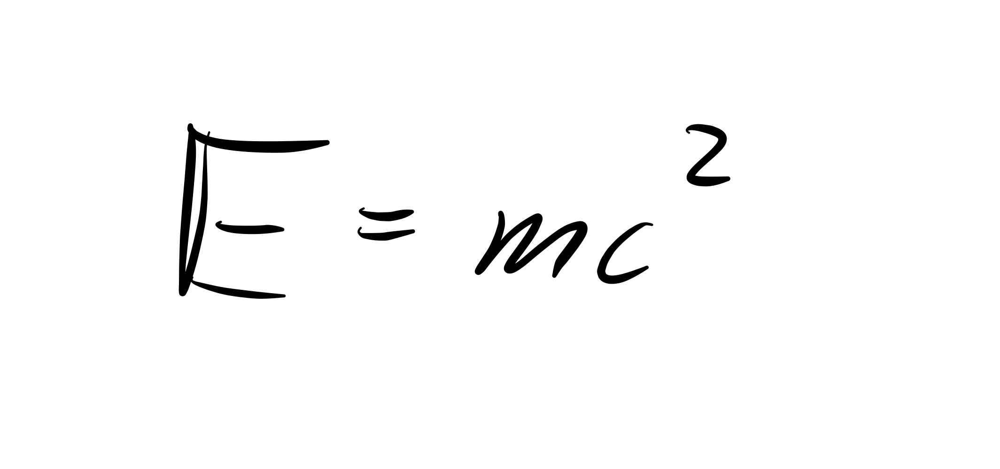 E = mc²